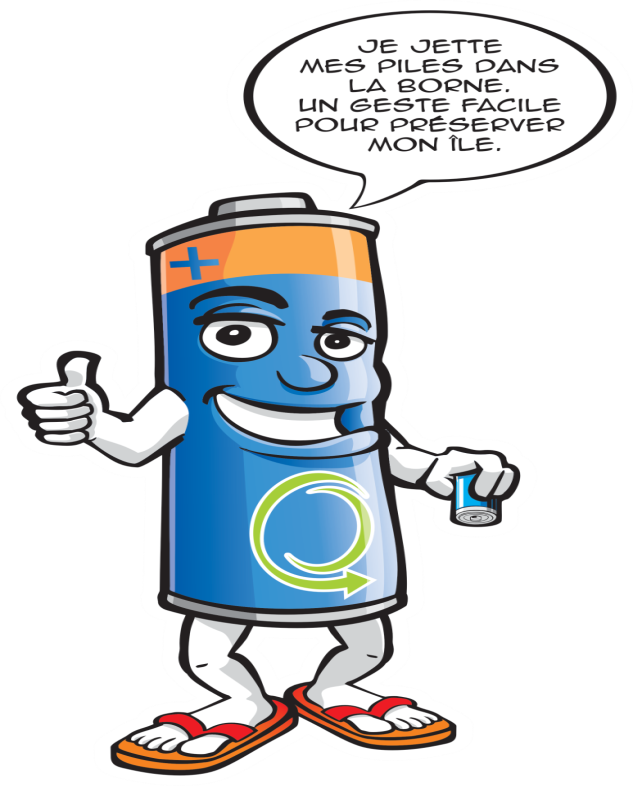 JE JETTE
MES PILES DANS
LA BORNE.
UN GESTE FACILE
POUR PRÉSERVER
MON ÎLE.
+